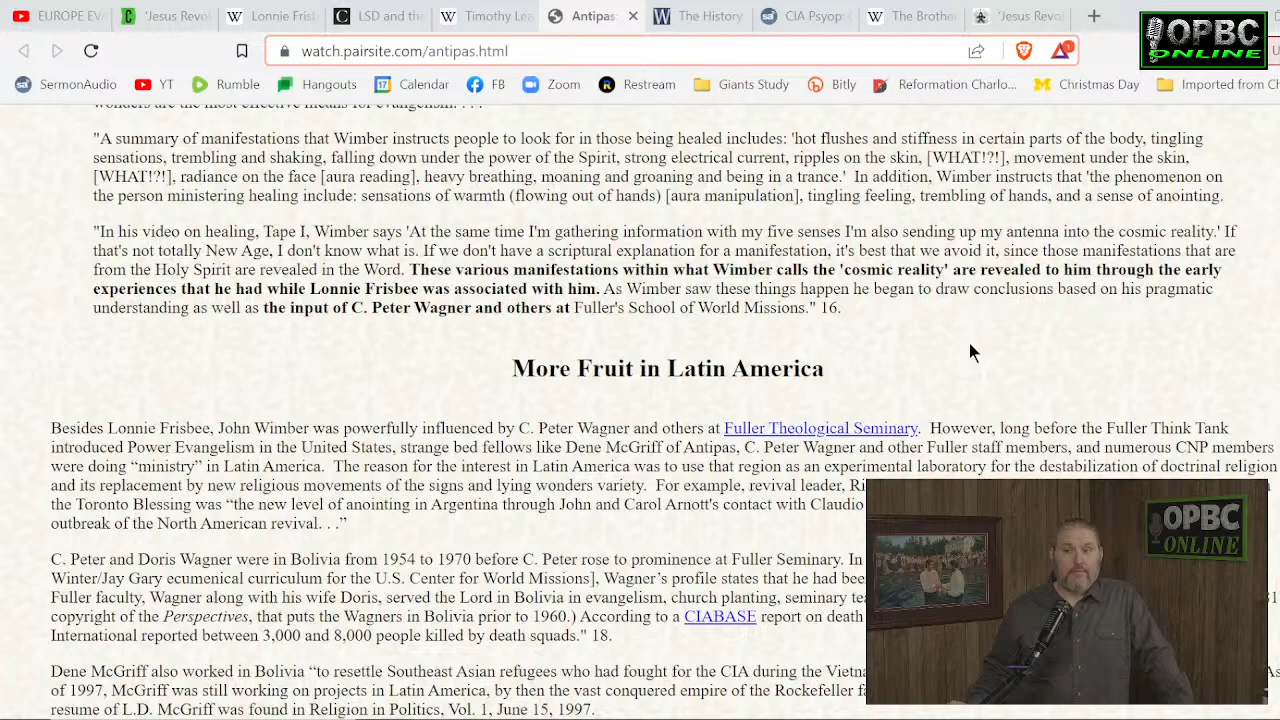 EUROPE EV
'Jesus Revol
Lonnie Frisb
LSD and the
Timothy Lea
Antipas:
The History
CIA Psyop:
The Brother
'Jesus Revo
OPBC
ONLINE
watch.pairsite.com/antipas.html
1
SermonAudio
YT
Rumble
Hangouts
17 Calendar
FB
Zoom
Restream
Giants Study
Bitly
Reformation Charlo...
Christmas Day
Imported from C
wonders are the most effective means for evangelism. . . .
"A summary of manifestations that Wimber instructs people to look for in those being healed includes: 'hot flushes and stiffness in certain parts of the body, tingling
sensations, trembling and shaking, falling down under the power of the Spirit, strong electrical current, ripples on the skin, [WHAT!?!], movement under the skin,
[WHAT!?!], radiance on the face [aura reading], heavy breathing, moaning and groaning and being in a trance.'  In addition, Wimber instructs that 'the phenomenon on
the person ministering healing include: sensations of warmth (flowing out of hands) [aura manipulation], tingling feeling, trembling of hands, and a sense of anointing.
"In his video on healing, Tape I, Wimber says 'At the same time I'm gathering information with my five senses I'm also sending up my antenna into the cosmic reality.' If
that's not totally New Age, I don't know what is. If we don't have a scriptural explanation for a manifestation, it's best that we avoid it, since those manifestations that are
from the Holy Spirit are revealed in the Word. These various manifestations within what Wimber calls the 'cosmic reality' are revealed to him through the early
experiences that he had while Lonnie Frisbee was associated with him. As Wimber saw these things happen he began to draw conclusions based on his pragmatic
understanding as well as the input of C. Peter Wagner and others at Fuller's School of World Missions." 16.
More Fruit in Latin America
Besides Lonnie Frisbee, John Wimber was powerfully influenced by C. Peter Wagner and others at Fuller Theological Seminary.  However, long before the Fuller Think Tank
introduced Power Evangelism in the United States, strange bed fellows like Dene McGriff of Antipas, C. Peter Wagner and other Fuller staff members, and numerous CNP members
were doing “ministry” in Latin America.  The reason for the interest in Latin America was to use that region as an experimental laboratory for the destabilization of doctrinal religion
and its replacement by new religious movements of the signs and lying wonders variety.  For example, revival leader, Ri
the Toronto Blessing was “the new level of anointing in Argentina through John and Carol Arnott's contact with Claudio
outbreak of the North American revival. . .”
C. Peter and Doris Wagner were in Bolivia from 1954 to 1970 before C. Peter rose to prominence at Fuller Seminary. In
Winter/Jay Gary ecumenical curriculum for the U.S. Center for World Missions], Wagner’s profile states that he had bee
Fuller faculty, Wagner along with his wife Doris, served the Lord in Bolivia in evangelism, church planting, seminary tea
copyright of the Perspectives, that puts the Wagners in Bolivia prior to 1960.) According to a CIABASE report on death
International reported between 3,000 and 8,000 people killed by death squads." 18.
Dene McGriff also worked in Bolivia “to resettle Southeast Asian refugees who had fought for the CIA during the Vietna
of 1997, McGriff was still working on projects in Latin America, by then the vast conquered empire of the Rockefeller fa
resume of L.D. McGriff was found in Religion in Politics, Vol. 1, June 15, 1997.
OPBC
ONLINE